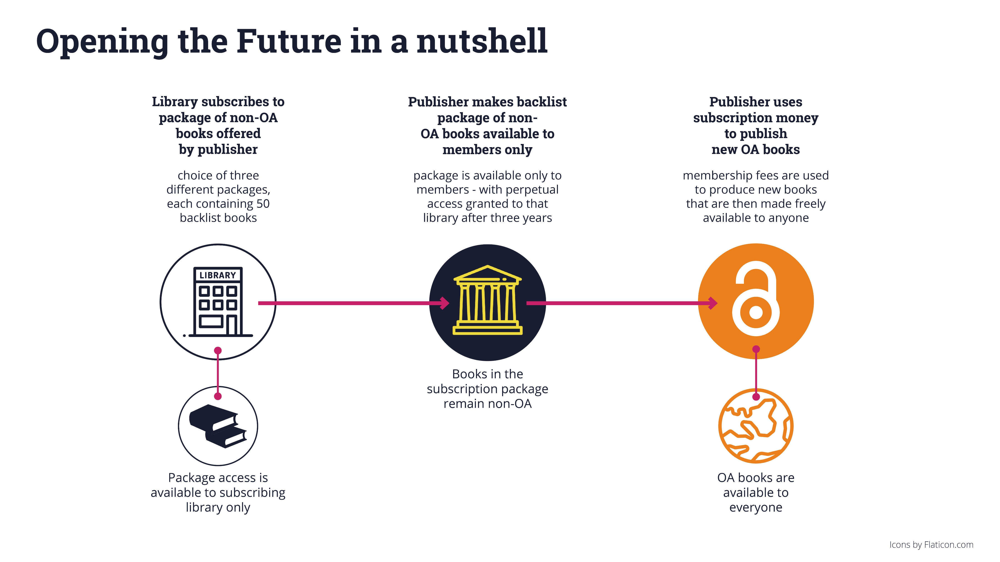 Opening the Future in a nutshell
Library subscribes to
package of non-OA
books offered
by publisher
choice of three
different packages,
each containing 50
backlist books
LIBRARY
Package access is
available to subscribing
library only
Publisher makes backlist
package of non-
OA books available to
members only
package is available only to
members - with perpetual
access granted to that
library after three years
Books in the
subscription package
remain non-OA
Publisher uses
subscription money
to publish
new OA books
membership fees are used
to produce new books
that are then made freely
available to anyone
OA books are
available to
everyone
Icons by Flaticon.com